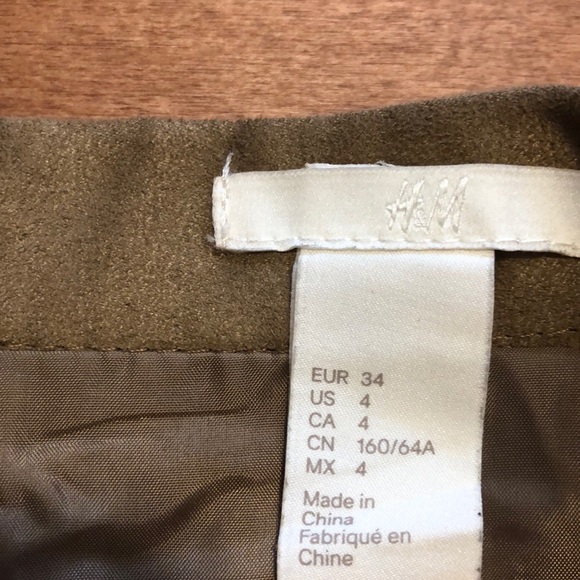 H&M
EUR 34
US 4
CA 4
CN 160/64A
MX 4
Made in
China
Fabriqué en
Chine